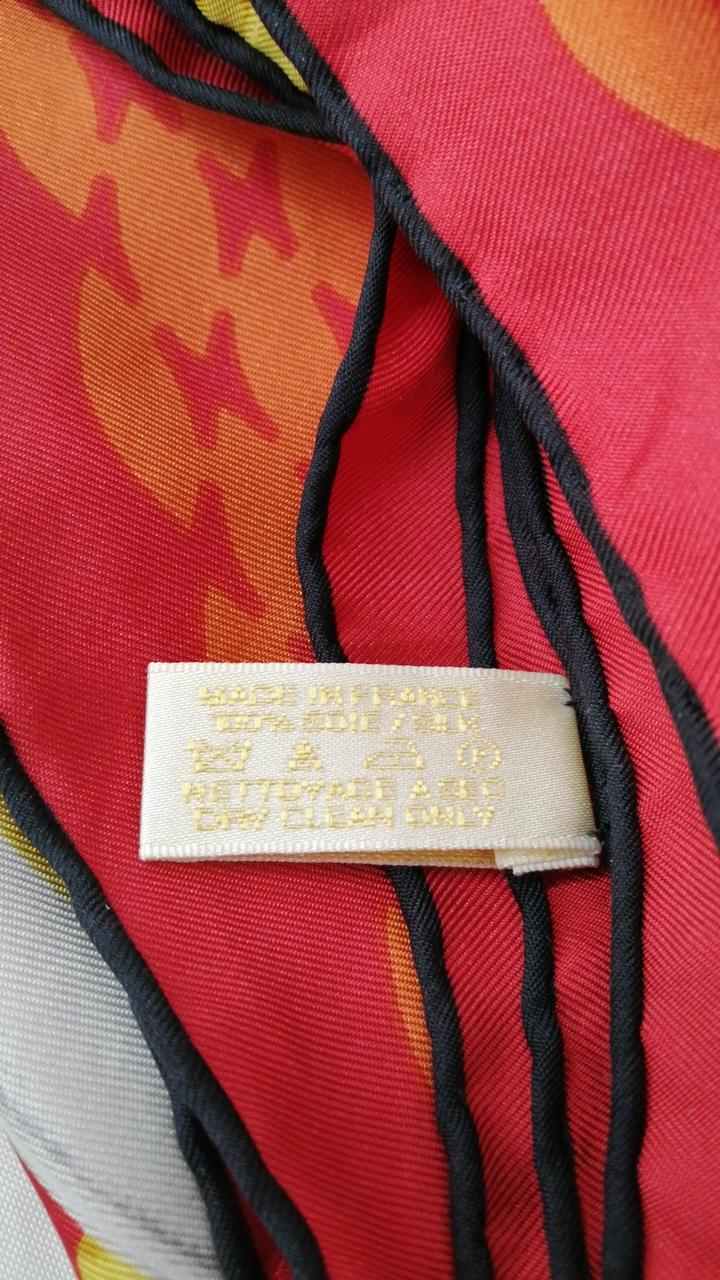 MADE IN FRANCE
100% SOIE / SILK
P
NETTOYAGE A SEC
DRY CLEAN ONLY